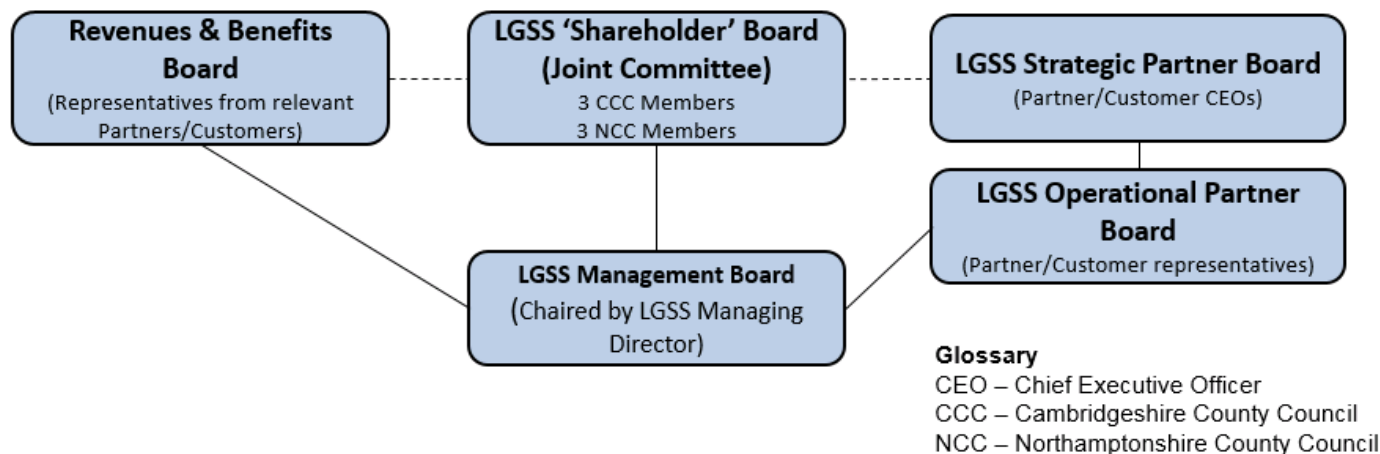 Revenues & Benefits
Board
(Representatives from relevant
Partners/Customers)
LGSS ‘Shareholder’ Board
(Joint Committee)
3 CCC Members
3 NCC Members
LGSS Strategic Partner Board
(Partner/Customer CEOs)
LGSS Operational Partner
Board
(Partner/Customer representatives)
LGSS Management Board
(Chaired by LGSS Managing
Director)
Glossary
CEO – Chief Executive Officer
CCC – Cambridgeshire County Council
NCC – Northamptonshire County Council